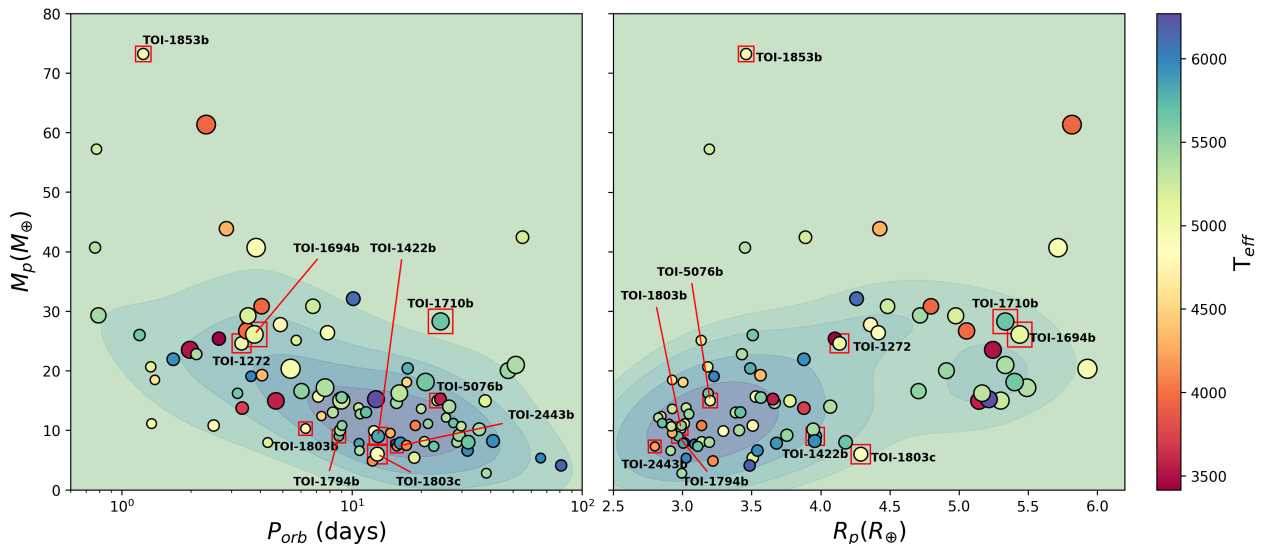 80
70
60
50
40
30
20
10
0
M_p(M_⊕)
10^0
10^1
10^2
P_orb (days)
TOI-1853b
TOI-1694b
TOI-1422b
TOI-1710b
TOI-1272
TOI-5076b
TOI-2443b
TOI-1803b
TOI-1794b
TOI-1803c
TOI-1853b
TOI-5076b
TOI-1803b
TOI-1710b
TOI-1694b
TOI-1272
TOI-1422b
TOI-1803c
TOI-2443b
TOI-1794b
2.5
3.0
3.5
4.0
4.5
5.0
5.5
6.0
R_p(R_⊕)
6000
5500
5000
4500
4000
3500
T_eff